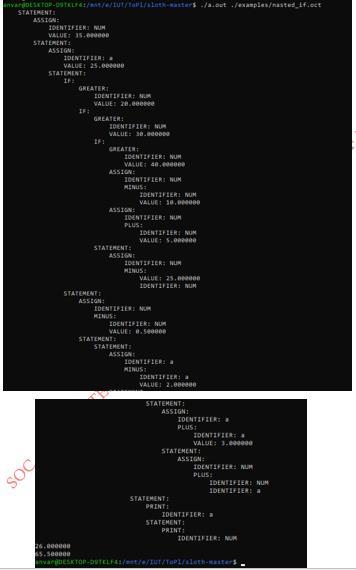 anvar@DESKTOP-D9TKLF4:/mnt/e/IUT/ToPl/sloth-master$ ./a.out ./examples/nasted_if.oct
STATEMENT:
ASSIGN:
IDENTIFIER: NUM
VALUE: 35.000000
STATEMENT:
ASSIGN:
IDENTIFIER: a
VALUE: 25.000000
STATEMENT:
IF:
GREATER:
IDENTIFIER: NUM
VALUE: 20.000000
IF:
GREATER:
IDENTIFIER: NUM
VALUE: 30.000000
IF:
GREATER:
IDENTIFIER: NUM
VALUE: 40.000000
ASSIGN:
IDENTIFIER: NUM
MINUS:
IDENTIFIER: NUM
VALUE: 10.000000
ASSIGN:
IDENTIFIER: NUM
PLUS:
IDENTIFIER: NUM
VALUE: 5.000000
STATEMENT:
ASSIGN:
IDENTIFIER: NUM
MINUS:
VALUE: 25.000000
IDENTIFIER: NUM
STATEMENT:
ASSIGN:
IDENTIFIER: NUM
MINUS:
IDENTIFIER: NUM
VALUE: 0.500000
STATEMENT:
STATEMENT:
ASSIGN:
IDENTIFIER: a
MINUS:
IDENTIFIER: a
VALUE: 2.000000
STATEMENT:
ASSIGN:
IDENTIFIER: a
PLUS:
IDENTIFIER: a
VALUE: 3.000000
STATEMENT:
ASSIGN:
IDENTIFIER: NUM
PLUS:
IDENTIFIER: NUM
IDENTIFIER: a
STATEMENT:
PRINT:
IDENTIFIER: a
STATEMENT:
PRINT:
IDENTIFIER: NUM
26.000000
65.500000
anvar@DESKTOP-D9TKLF4:/mnt/e/IUT/ToPl/sloth-master$
SOC